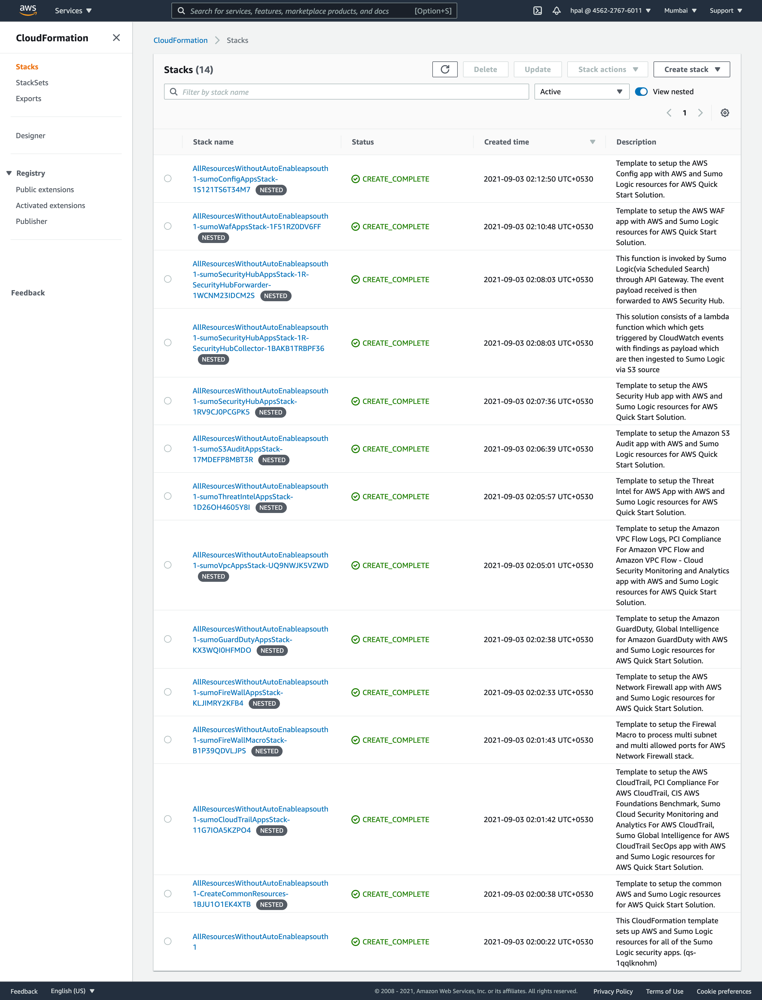 aws
Services
Search for services, features, marketplace products, and docs [Option+S]
hpal @ 4562-2767-6011
Mumbai
Support
CloudFormation
Stacks
StackSets
Exports
Designer
Registry
Public extensions
Activated extensions
Publisher
Feedback
CloudFormation
Stacks
Stacks (14)
Delete
Update
Stack actions
Create stack
Filter by stack name
Active
View nested
1
Stack name
Status
Created time
Description
AllResourcesWithoutAutoEnableapsouth
1-sumoConfigAppsStack-
1S121TS6T34M7 NESTED
CREATE_COMPLETE
2021-09-03 02:12:50 UTC+0530
Template to setup the AWS
Config app with AWS and Sumo
Logic resources for AWS Quick
Start Solution.
AllResourcesWithoutAutoEnableapsouth
1-sumoWafAppsStack-1F51RZ0DV6FF
NESTED
CREATE_COMPLETE
2021-09-03 02:10:48 UTC+0530
Template to setup the AWS WAF
app with AWS and Sumo Logic
resources for AWS Quick Start
Solution.
AllResourcesWithoutAutoEnableapsouth
1-sumoSecurityHubAppsStack-1R-
SecurityHubForwarder-
1WCNM23IDCM2S NESTED
CREATE_COMPLETE
2021-09-03 02:08:03 UTC+0530
This function is invoked by Sumo
Logic(via Scheduled Search)
through API Gateway. The event
payload received is then
forwarded to AWS Security Hub.
AllResourcesWithoutAutoEnableapsouth
1-sumoSecurityHubAppsStack-1R-
SecurityHubCollector-1BAKB1TRBPF36
NESTED
CREATE_COMPLETE
2021-09-03 02:08:03 UTC+0530
This solution consists of a lambda
function which which gets
triggered by CloudWatch events
with findings as payload which
are then ingested to Sumo Logic
via S3 source
AllResourcesWithoutAutoEnableapsouth
1-sumoSecurityHubAppsStack-
1RV9CJ0PCGPK5 NESTED
CREATE_COMPLETE
2021-09-03 02:07:36 UTC+0530
Template to setup the AWS
Security Hub app with AWS and
Sumo Logic resources for AWS
Quick Start Solution.
AllResourcesWithoutAutoEnableapsouth
1-sumoS3AuditAppsStack-
17MDEFP8MBT3R NESTED
CREATE_COMPLETE
2021-09-03 02:06:39 UTC+0530
Template to setup the Amazon S3
Audit app with AWS and Sumo
Logic resources for AWS Quick
Start Solution.
AllResourcesWithoutAutoEnableapsouth
1-sumoThreatIntelAppsStack-
1D26OH4605Y8I NESTED
CREATE_COMPLETE
2021-09-03 02:05:57 UTC+0530
Template to setup the Threat
Intel for AWS App with AWS and
Sumo Logic resources for AWS
Quick Start Solution.
AllResourcesWithoutAutoEnableapsouth
1-sumoVpcAppsStack-UQ9NWJK5VZWD
NESTED
CREATE_COMPLETE
2021-09-03 02:05:01 UTC+0530
Template to setup the Amazon
VPC Flow Logs, PCI Compliance
For Amazon VPC Flow and
Amazon VPC Flow - Cloud
Security Monitoring and Analytics
app with AWS and Sumo Logic
resources for AWS Quick Start
Solution.
AllResourcesWithoutAutoEnableapsouth
1-sumoGuardDutyAppsStack-
KX3WQI0HFMDO NESTED
CREATE_COMPLETE
2021-09-03 02:02:38 UTC+0530
Template to setup the Amazon
GuardDuty, Global Intelligence
for Amazon GuardDuty with AWS
and Sumo Logic resources for
AWS Quick Start Solution.
AllResourcesWithoutAutoEnableapsouth
1-sumoFireWallAppsStack-
KLJIMRY2KFB4 NESTED
CREATE_COMPLETE
2021-09-03 02:02:33 UTC+0530
Template to setup the AWS
Network Firewall app with AWS
and Sumo Logic resources for
AWS Quick Start Solution.
AllResourcesWithoutAutoEnableapsouth
1-sumoFireWallMacroStack-
B1P39QDVLJPS NESTED
CREATE_COMPLETE
2021-09-03 02:01:43 UTC+0530
Template to setup the Firewal
Macro to process multi subnet
and multi allowed ports for AWS
Network Firewall stack.
AllResourcesWithoutAutoEnableapsouth
1-sumoCloudTrailAppsStack-
11G7IOA5KZPO4 NESTED
CREATE_COMPLETE
2021-09-03 02:01:42 UTC+0530
Template to setup the AWS
CloudTrail, PCI Compliance For
AWS CloudTrail, CIS AWS
Foundations Benchmark, Sumo
Cloud Security Monitoring and
Analytics For AWS CloudTrail,
Sumo Global Intelligence for AWS
CloudTrail SecOps app with AWS
and Sumo Logic resources for
AWS Quick Start Solution.
AllResourcesWithoutAutoEnableapsouth
1-CreateCommonResources-
1BJU1O1EK4XTB NESTED
CREATE_COMPLETE
2021-09-03 02:00:38 UTC+0530
Template to setup the common
AWS and Sumo Logic resources
for AWS Quick Start Solution.
AllResourcesWithoutAutoEnableapsouth
1
CREATE_COMPLETE
2021-09-03 02:00:22 UTC+0530
This CloudFormation template
sets up AWS and Sumo Logic
resources for all of the Sumo
Logic security apps. (qs-
1qqlknohm)
Feedback
English (US)
© 2008 - 2021, Amazon Web Services, Inc. or its affiliates. All rights reserved.
Privacy Policy
Terms of Use
Cookie preferences